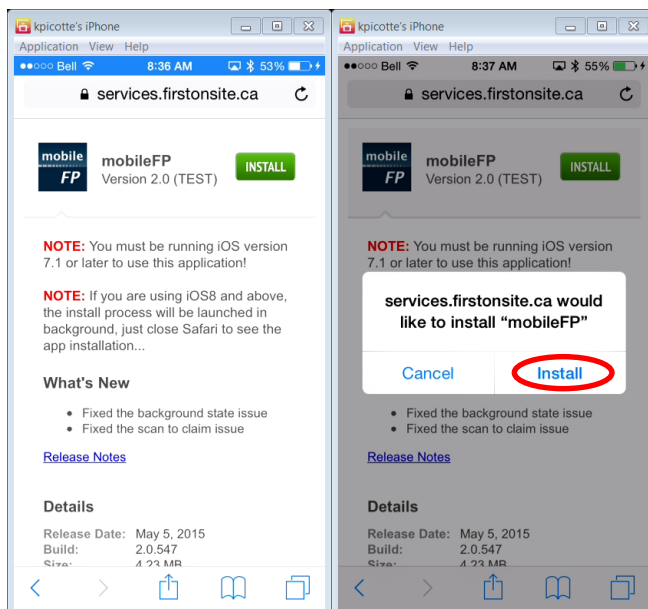 kpicotte's iPhone
Application View Help
Bell 8:36 AM 53%
services.firstonsite.ca
mobile
FP
mobileFP
Version 2.0 (TEST)
INSTALL
NOTE: You must be running iOS version
7.1 or later to use this application!
NOTE: If you are using iOS8 and above,
the install process will be launched in
background, just close Safari to see the
app installation...
What's New
• Fixed the background state issue
• Fixed the scan to claim issue
Release Notes
Details
Release Date: May 5, 2015
Build: 2.0.547
Size: 4.23 MB
kpicotte's iPhone
Application View Help
Bell 8:37 AM 55%
services.firstonsite.ca
mobile
FP
mobileFP
Version 2.0 (TEST)
INSTALL
NOTE: You must be running iOS version
7.1 or later to use this application!
services.firstonsite.ca would
like to install “mobileFP”
Cancel Install
• Fixed the background state issue
• Fixed the scan to claim issue
Release Notes
Details
Release Date: May 5, 2015
Build: 2.0.547
Size: 4.23 MB